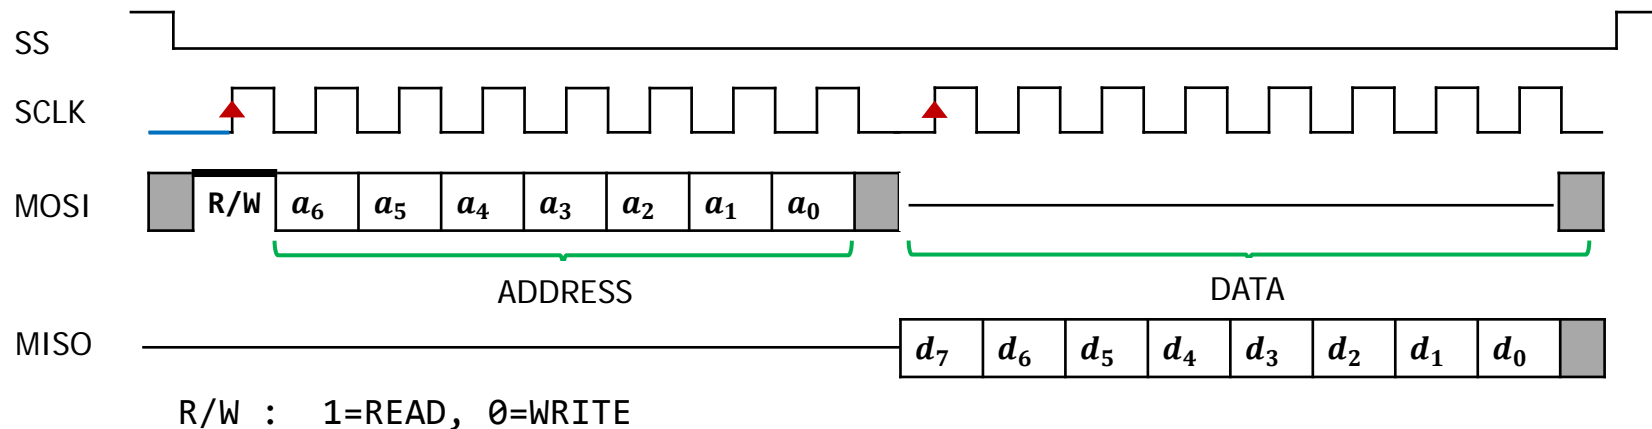 SS
SCLK
MOSI R/W a₆ a₅ a₄ a₃ a₂ a₁ a₀
ADDRESS DATA
MISO d₇ d₆ d₅ d₄ d₃ d₂ d₁ d₀
R/W : 1=READ, 0=WRITE